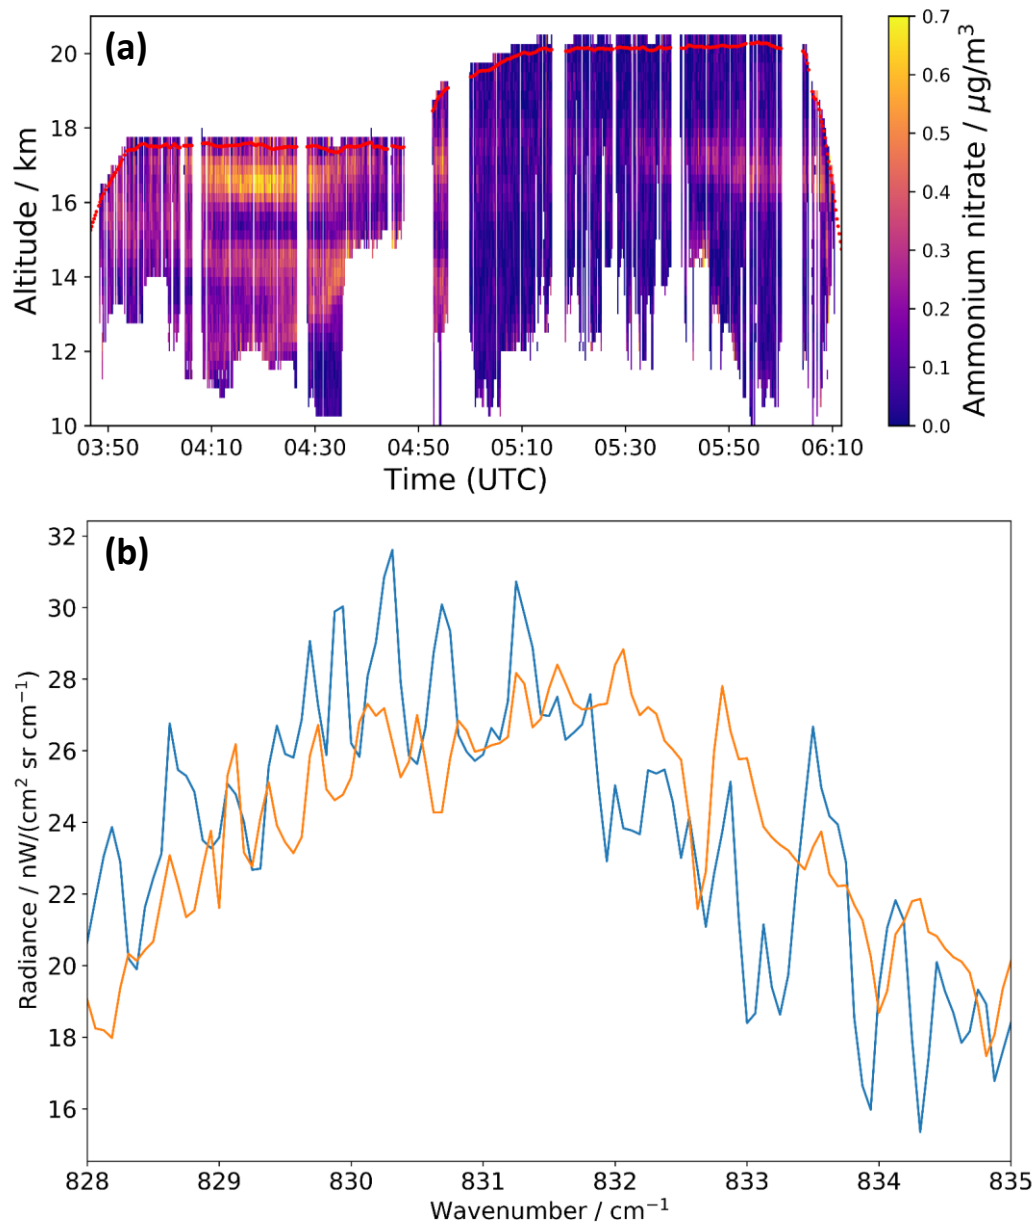 (a)
Altitude / km
20
18
16
14
12
10
03:50 04:10 04:30 04:50 05:10 05:30 05:50 06:10
Time (UTC)
0.7
0.6
0.5
0.4
0.3
0.2
0.1
0.0
Ammonium nitrate / μg/m³
(b)
Radiance / nW/(cm² sr cm⁻¹)
32
30
28
26
24
22
20
18
16
828 829 830 831 832 833 834 835
Wavenumber / cm⁻¹